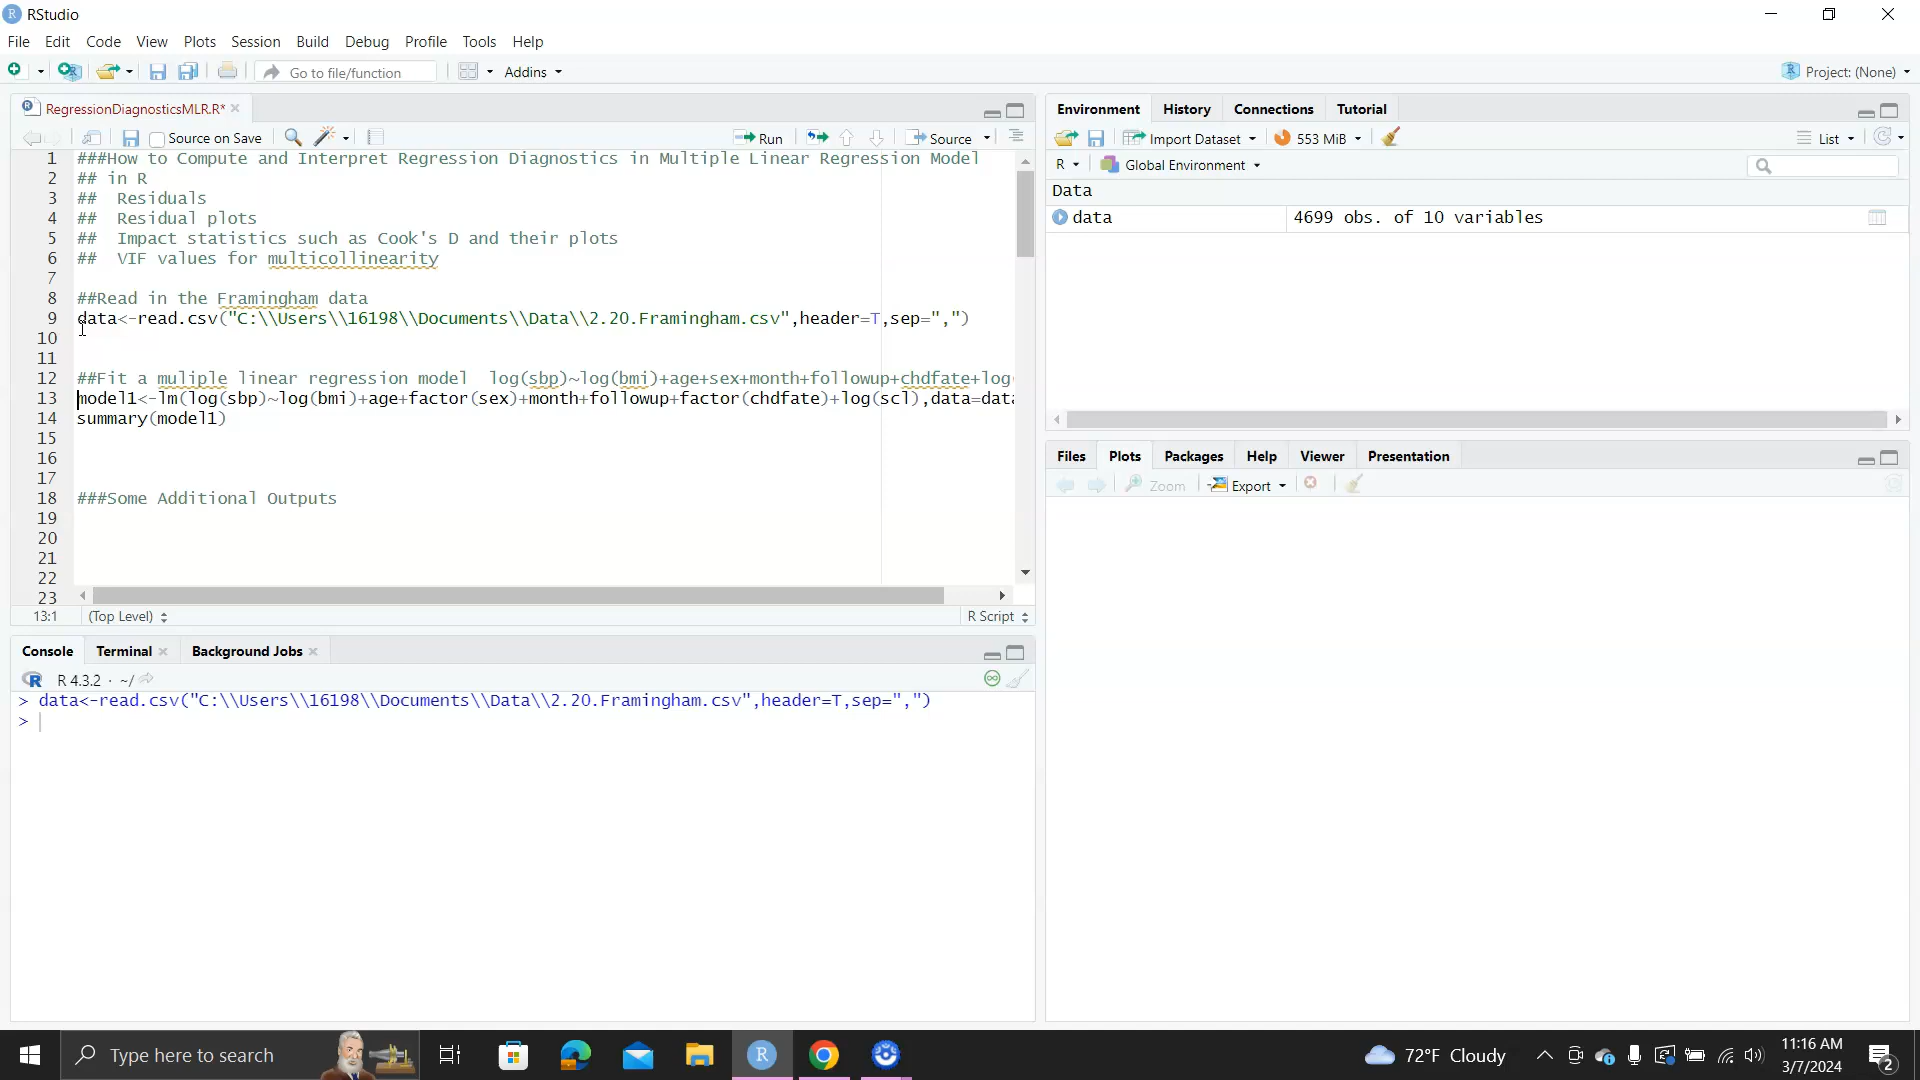 RStudio
File Edit Code View Plots Session Build Debug Profile Tools Help
Go to file/function Addins Project: (None)
RegressionDiagnosticsMLR.R*
Source on Save Run Source
1 ###How to Compute and Interpret Regression Diagnostics in Multiple Linear Regression Model
2 ## in R
3 ##  Residuals
4 ##  Residual plots
5 ##  Impact statistics such as Cook's D and their plots
6 ##  VIF values for multicollinearity
7
8 ##Read in the Framingham data
9 data<-read.csv("C:\\Users\\16198\\Documents\\Data\\2.20.Framingham.csv",header=T,sep=",")
10
11
12 ##Fit a muliple linear regression model  log(sbp)~log(bmi)+age+sex+month+followup+chdfate+log(
13 model1<-lm(log(sbp)~log(bmi)+age+factor(sex)+month+followup+factor(chdfate)+log(scl),data=data
14 summary(model1)
15
16
17
18 ###Some Additional Outputs
19
20
21
22
23
13:1 (Top Level) R Script
Console Terminal Background Jobs
R 4.3.2 · ~/
> data<-read.csv("C:\\Users\\16198\\Documents\\Data\\2.20.Framingham.csv",header=T,sep=",")
>
Environment History Connections Tutorial
Import Dataset 553 MiB List
R Global Environment
Data
data 4699 obs. of 10 variables
Files Plots Packages Help Viewer Presentation
Zoom Export
Type here to search
72°F Cloudy
11:16 AM
3/7/2024
2